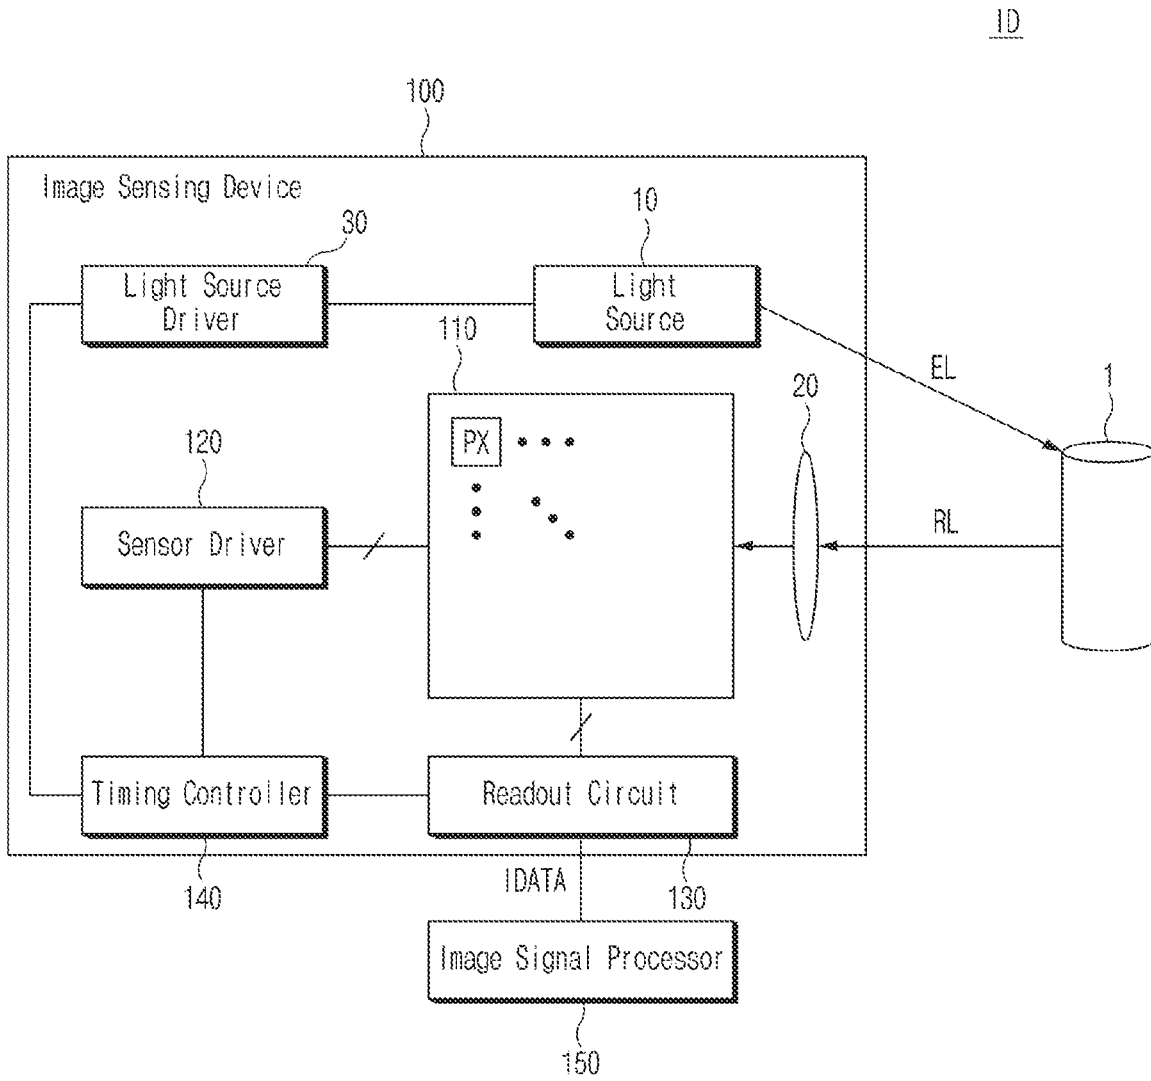 ID
100
Image Sensing Device
30
10
Light Source
Driver
Light
Source
110
EL
20
1
PX
120
Sensor Driver
RL
Timing Controller
Readout Circuit
140
IDATA
130
Image Signal Processor
150